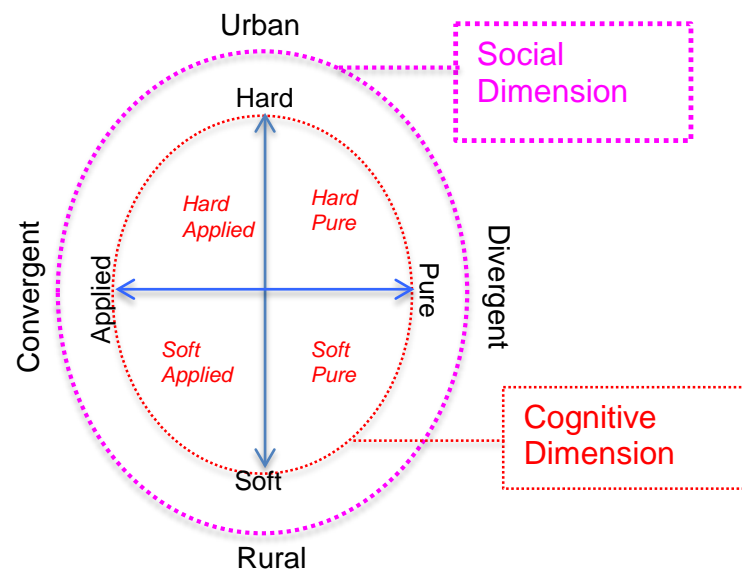 Urban
Social
Dimension
Hard
Hard
Applied
Hard
Pure
Convergent
Applied
Pure
Divergent
Soft
Applied
Soft
Pure
Cognitive
Dimension
Soft
Rural